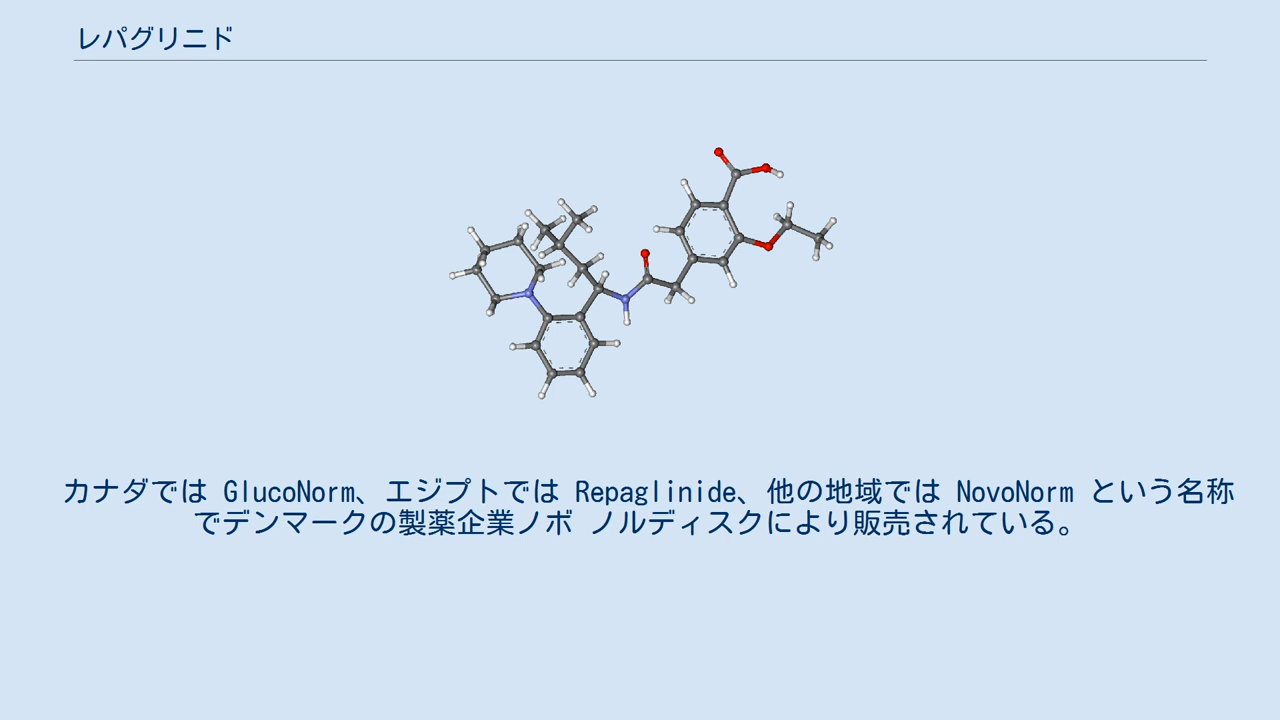 レパグリニド
カナダでは GlucoNorm、エジプトでは Repaglinide、他の地域では NovoNorm という名称
でデンマークの製薬企業ノボ ノルディスクにより販売されている。